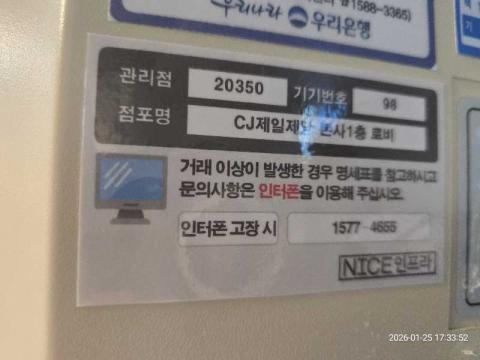 1588-3365)
우리나라 우리은행
관리점 20350 기기번호 98
점포명 CJ제일제당 본사1층 로비
거래 이상이 발생한 경우 명세표를 참고하시고
문의사항은 인터폰을 이용해 주십시오.
인터폰 고장 시 1577-4655
NICE인프라
2026-01-25 17:33:52